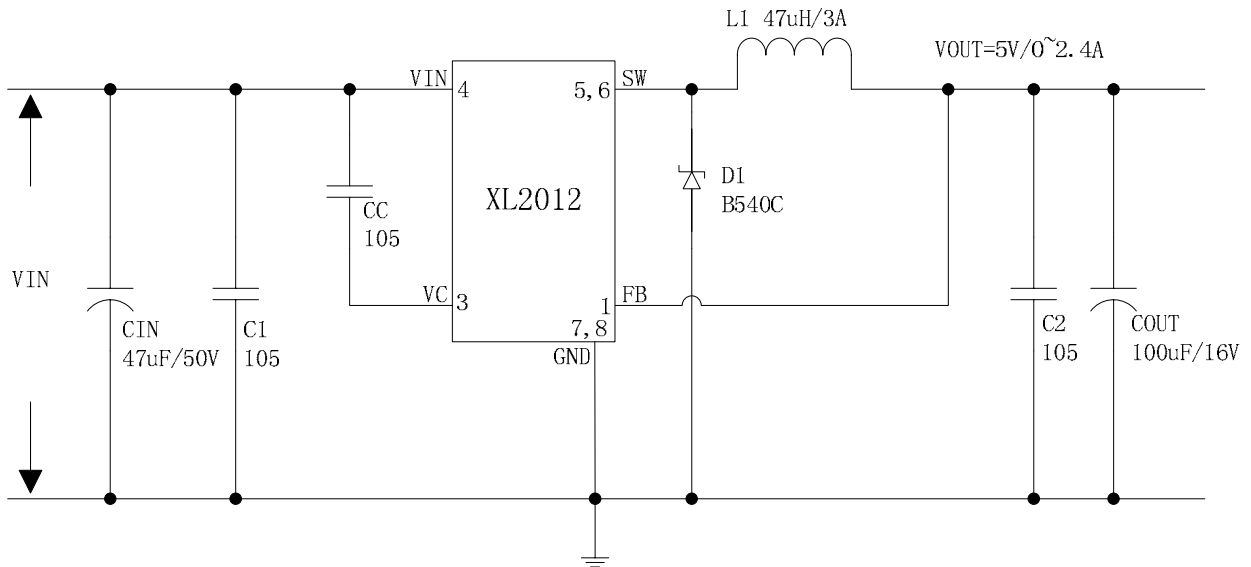 L1 47uH/3A
VOUT=5V/0~2.4A
VIN
4
5,6
SW
XL2012
D1
B540C
CC
105
VIN
VC
3
1
FB
7,8
GND
CIN
47uF/50V
C1
105
C2
105
COUT
100uF/16V